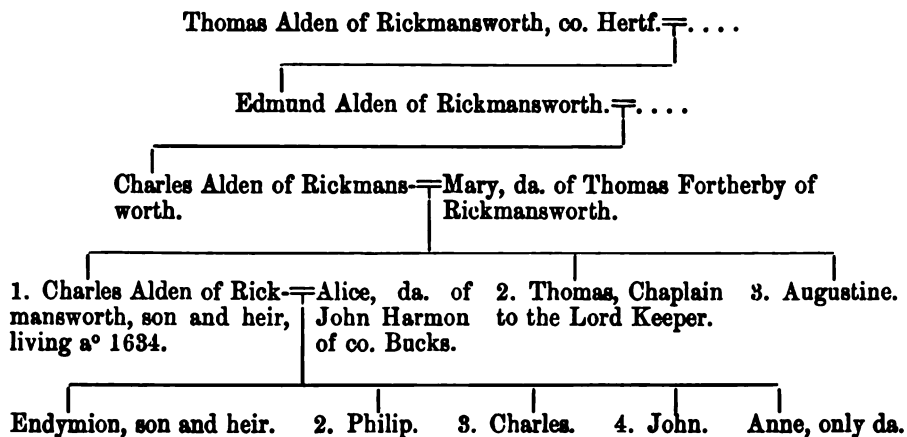 Thomas Alden of Rickmansworth, co. Hertf.=. . . .
Edmund Alden of Rickmansworth.=. . . .
Charles Alden of Rickmans-=Mary, da. of Thomas Fortherby of
worth. Rickmansworth.
1. Charles Alden of Rick-=Alice, da. of 2. Thomas, Chaplain 3. Augustine.
mansworth, son and heir, John Harmon to the Lord Keeper.
living aº 1634. of co. Bucks.
Endymion, son and heir. 2. Philip. 3. Charles. 4. John. Anne, only da.